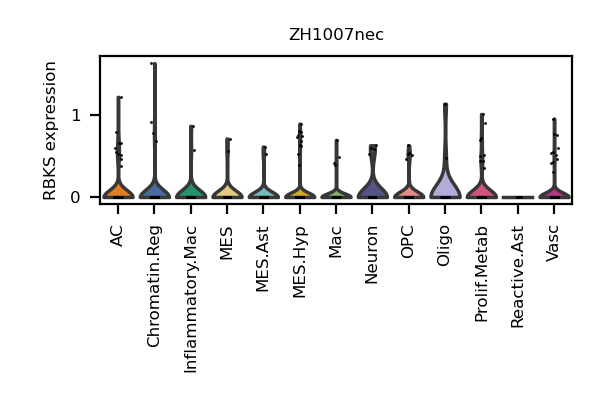 ZH1007nec
RBKS expression
1
0
AC
Chromatin.Reg
Inflammatory.Mac
MES
MES.Ast
MES.Hyp
Mac
Neuron
OPC
Oligo
Prolif.Metab
Reactive.Ast
Vasc